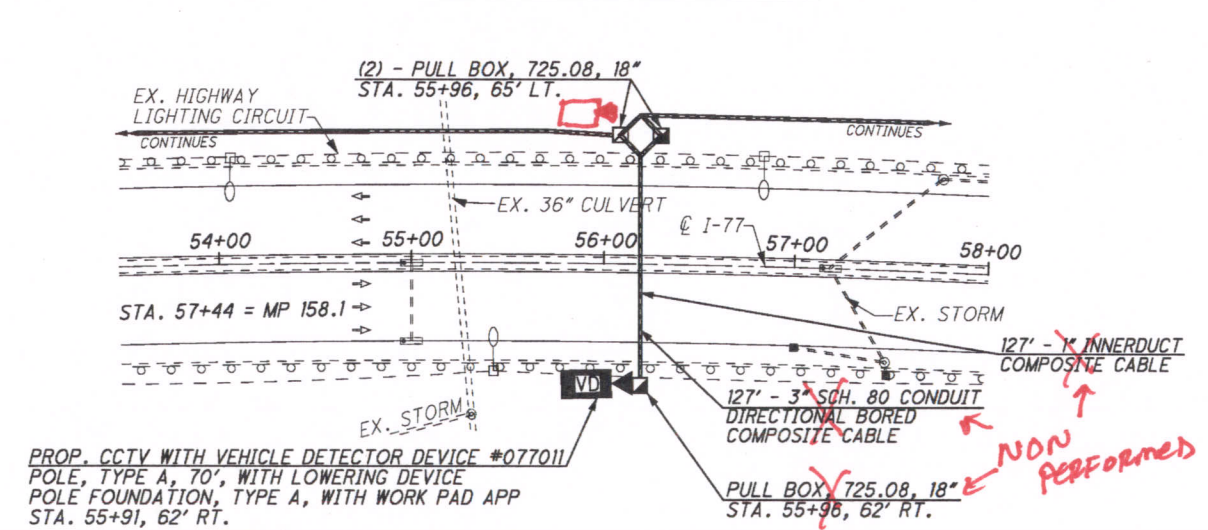 (2) - PULL BOX, 725.08, 18"
STA. 55+96, 65' LT.
EX. HIGHWAY
LIGHTING CIRCUIT
CONTINUES
CONTINUES
EX. 36" CULVERT
℄ I-77
54+00
55+00
56+00
57+00
58+00
STA. 57+44 = MP 158.1
EX. STORM
127' - 1" INNERDUCT
COMPOSITE CABLE
VD
127' - 3" SCH. 80 CONDUIT
DIRECTIONAL BORED
COMPOSITE CABLE
EX. STORM
NON
PERFORMED
PROP. CCTV WITH VEHICLE DETECTOR DEVICE #077011
POLE, TYPE A, 70', WITH LOWERING DEVICE
POLE FOUNDATION, TYPE A, WITH WORK PAD APP
STA. 55+91, 62' RT.
PULL BOX, 725.08, 18"
STA. 55+96, 62' RT.